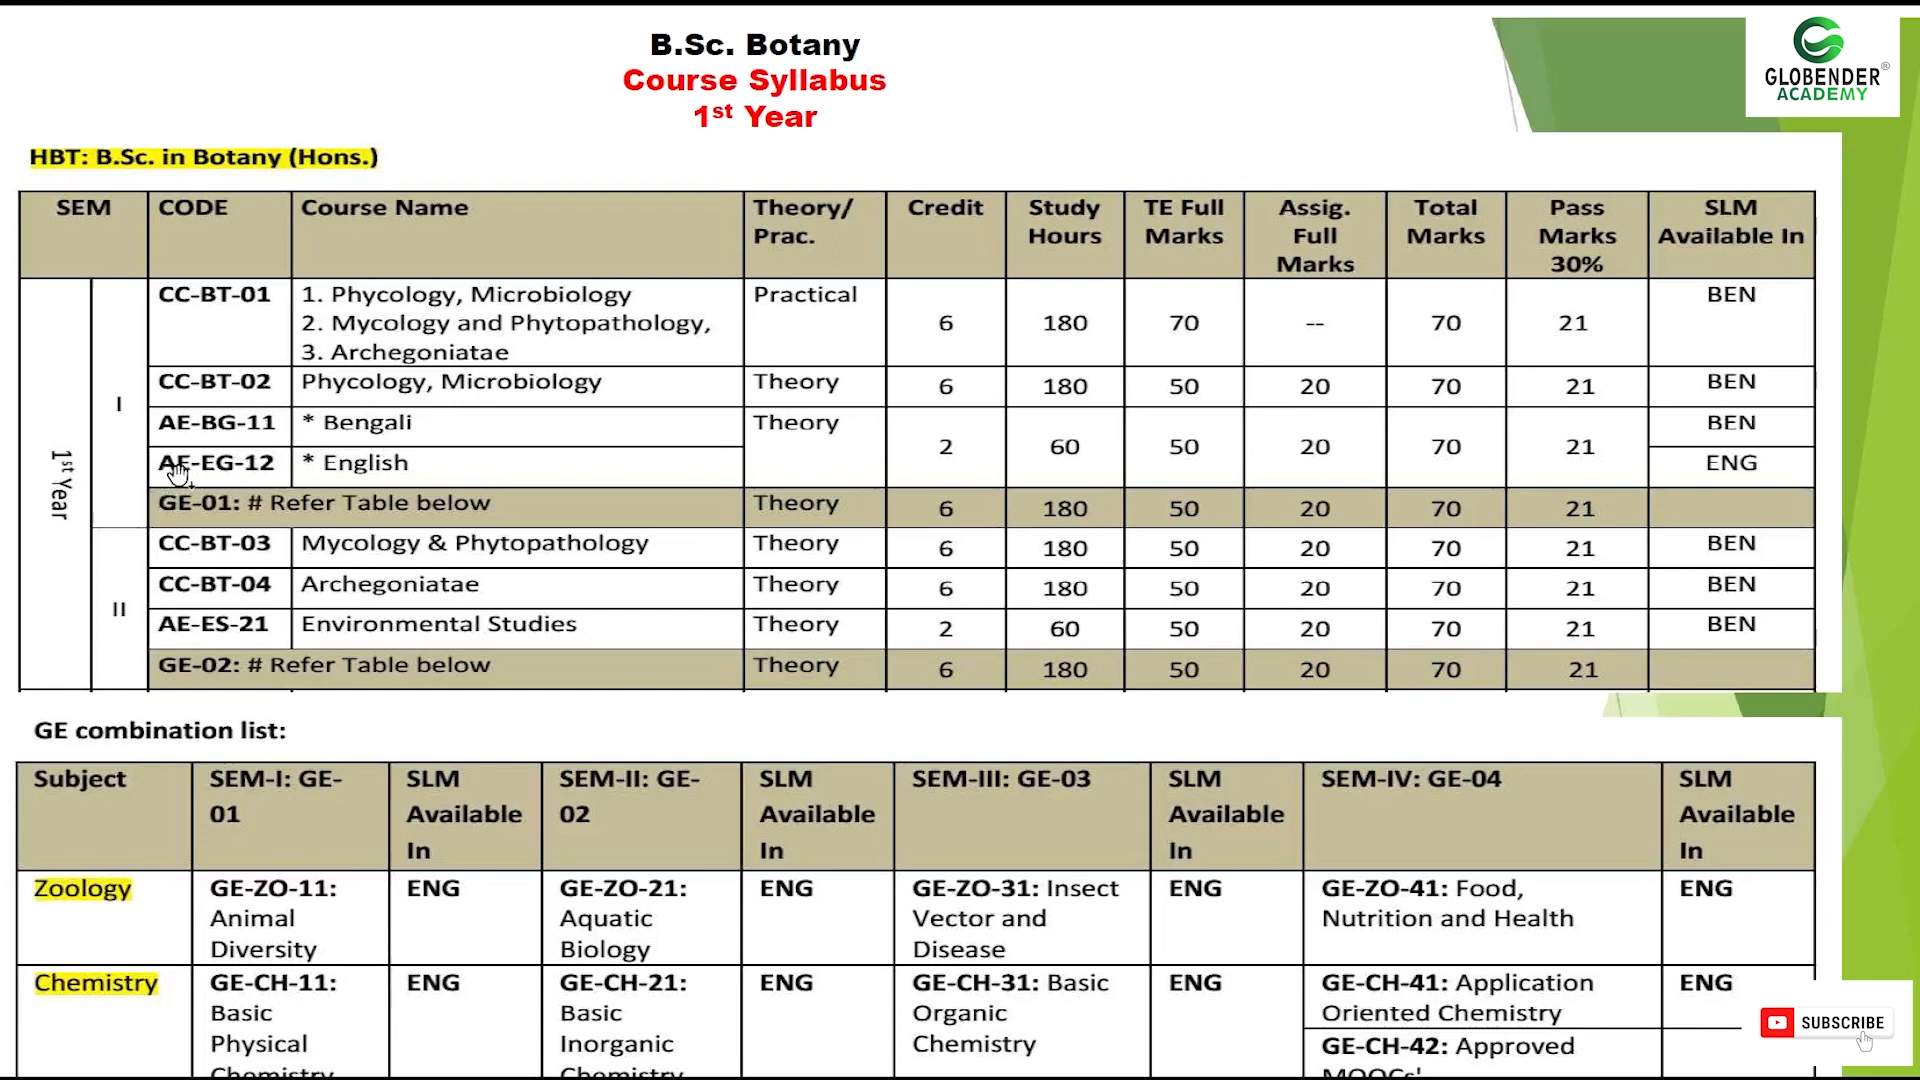 B.Sc. Botany
Course Syllabus
1st Year
GLOBENDER®
ACADEMY
HBT: B.Sc. in Botany (Hons.)
SEM CODE Course Name Theory/ Prac. Credit Study Hours TE Full Marks Assig. Full Marks Total Marks Pass Marks 30% SLM Available In
1st Year
I
CC-BT-01 1. Phycology, Microbiology Practical BEN
2. Mycology and Phytopathology, 6 180 70 -- 70 21
3. Archegoniatae
CC-BT-02 Phycology, Microbiology Theory 6 180 50 20 70 21 BEN
AE-BG-11 * Bengali Theory BEN
2 60 50 20 70 21
AE-EG-12 * English ENG
GE-01: # Refer Table below Theory 6 180 50 20 70 21
II
CC-BT-03 Mycology & Phytopathology Theory 6 180 50 20 70 21 BEN
CC-BT-04 Archegoniatae Theory 6 180 50 20 70 21 BEN
AE-ES-21 Environmental Studies Theory 2 60 50 20 70 21 BEN
GE-02: # Refer Table below Theory 6 180 50 20 70 21
GE combination list:
Subject SEM-I: GE- SLM SEM-II: GE- SLM SEM-III: GE-03 SLM SEM-IV: GE-04 SLM
01 Available 02 Available Available Available
In In In In
Zoology GE-ZO-11: ENG GE-ZO-21: ENG GE-ZO-31: Insect ENG GE-ZO-41: Food, ENG
Animal Aquatic Vector and Nutrition and Health
Diversity Biology Disease
Chemistry GE-CH-11: ENG GE-CH-21: ENG GE-CH-31: Basic ENG GE-CH-41: Application ENG
Basic Basic Organic Oriented Chemistry
Physical Inorganic Chemistry GE-CH-42: Approved
Chemistry Chemistry MOOCs'
SUBSCRIBE